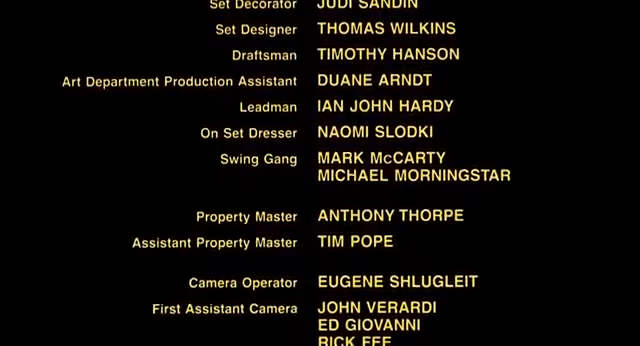 Set Decorator JUDI SANDIN
Set Designer THOMAS WILKINS
Draftsman TIMOTHY HANSON
Art Department Production Assistant DUANE ARNDT
Leadman IAN JOHN HARDY
On Set Dresser NAOMI SLODKI
Swing Gang MARK McCARTY
MICHAEL MORNINGSTAR
Property Master ANTHONY THORPE
Assistant Property Master TIM POPE
Camera Operator EUGENE SHLUGLEIT
First Assistant Camera JOHN VERARDI
ED GIOVANNI
RICK FEE